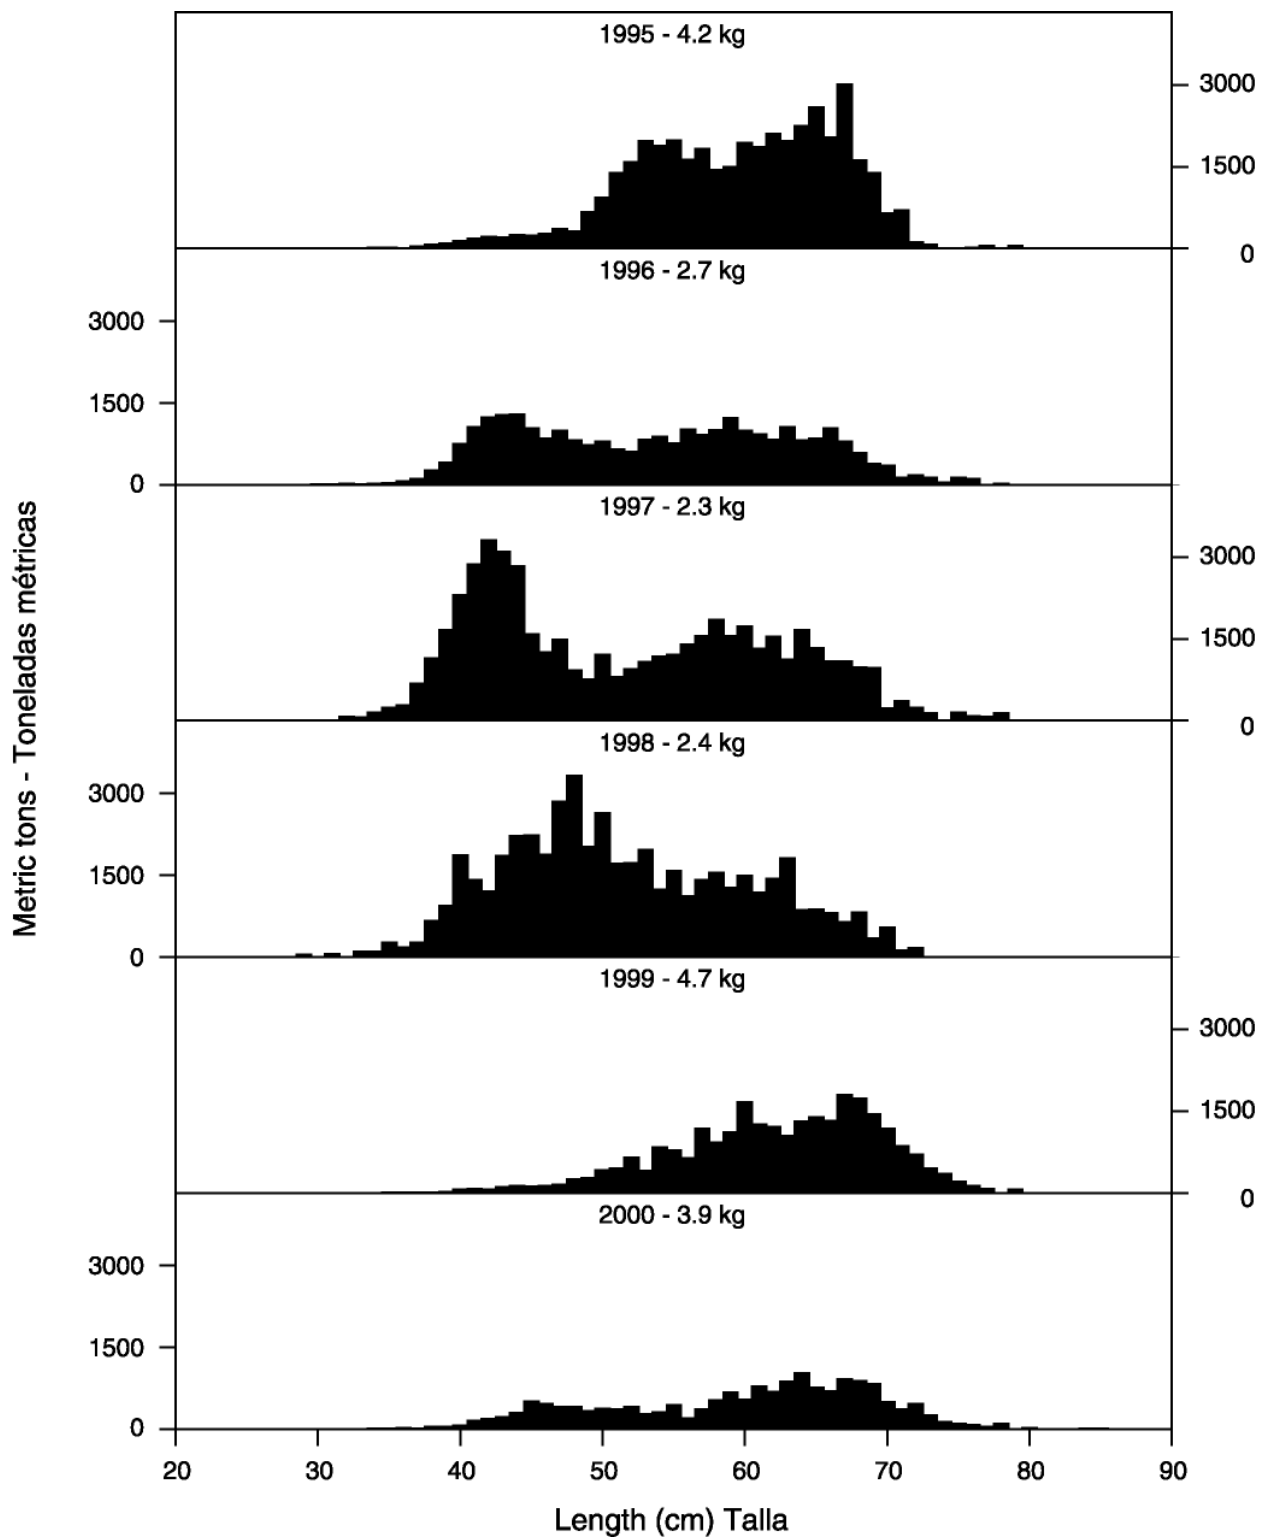 1995 - 4.2 kg
3000
1500
0
1996 - 2.7 kg
3000
1500
0
1997 - 2.3 kg
3000
1500
0
1998 - 2.4 kg
3000
1500
0
1999 - 4.7 kg
3000
1500
0
2000 - 3.9 kg
3000
1500
0
Metric tons - Toneladas métricas
20 30 40 50 60 70 80 90
Length (cm) Talla